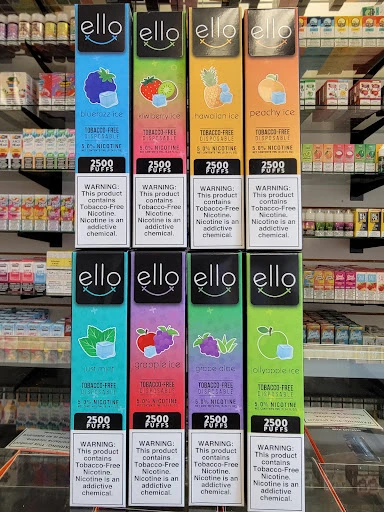 ello
bluerazz ice
TOBACCO-FREE
DISPOSABLE
5.0% NICOTINE
2500
PUFFS
WARNING:
This product
contains
Tobacco-Free
Nicotine.
Nicotine is an
addictive
chemical.
ello
kiwiberry ice
TOBACCO-FREE
DISPOSABLE
5.0% NICOTINE
2500
PUFFS
WARNING:
This product
contains
Tobacco-Free
Nicotine.
Nicotine is an
addictive
chemical.
ello
hawaiian ice
TOBACCO-FREE
DISPOSABLE
5.0% NICOTINE
2500
PUFFS
WARNING:
This product
contains
Tobacco-Free
Nicotine.
Nicotine is an
addictive
chemical.
ello
peachy ice
TOBACCO-FREE
DISPOSABLE
5.0% NICOTINE
2500
PUFFS
WARNING:
This product
contains
Tobacco-Free
Nicotine.
Nicotine is an
addictive
chemical.
ello
just mint
TOBACCO-FREE
DISPOSABLE
5.0% NICOTINE
2500
PUFFS
WARNING:
This product
contains
Tobacco-Free
Nicotine.
Nicotine is an
addictive
chemical.
ello
grapple ice
TOBACCO-FREE
DISPOSABLE
5.0% NICOTINE
2500
PUFFS
WARNING:
This product
contains
Tobacco-Free
Nicotine.
Nicotine is an
addictive
chemical.
ello
TOBACCO-FREE
DISPOSABLE
5.0% NICOTINE
2500
PUFFS
WARNING:
This product
contains
Tobacco-Free
Nicotine.
Nicotine is an
addictive
chemical.
ello
ollyapple ice
TOBACCO-FREE
DISPOSABLE
5.0% NICOTINE
2500
PUFFS
WARNING:
This product
contains
Tobacco-Free
Nicotine.
Nicotine is an
addictive
chemical.